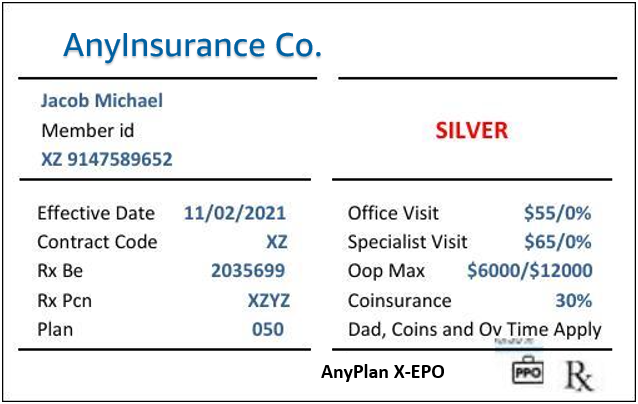 AnyInsurance Co.
Jacob Michael
Member id
XZ 9147589652
SILVER
Effective Date 11/02/2021
Contract Code XZ
Rx Be 2035699
Rx Pcn XZYZ
Plan 050
Office Visit $55/0%
Specialist Visit $65/0%
Oop Max $6000/$12000
Coinsurance 30%
Dad, Coins and Ov Time Apply
AnyPlan X-EPO
PPO
Rx